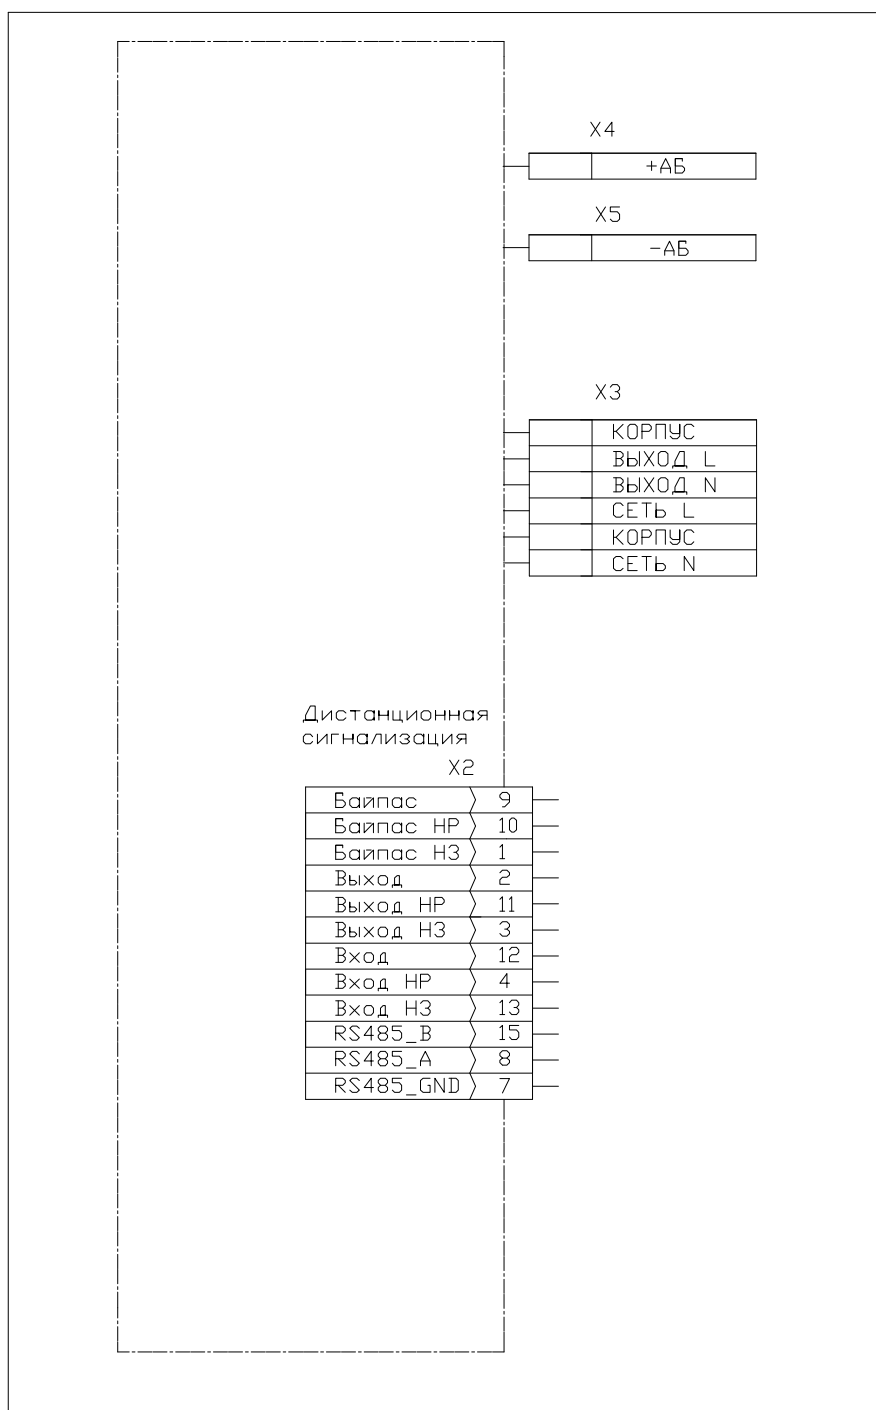 X4
+АБ
X5
-АБ
X3
КОРПУС
ВЫХОД L
ВЫХОД N
СЕТЬ L
КОРПУС
СЕТЬ N
Дистанционная
сигнализация
X2
Байпас 9
Байпас НР 10
Байпас НЗ 1
Выход 2
Выход НР 11
Выход НЗ 3
Вход 12
Вход НР 4
Вход НЗ 13
RS485_B 15
RS485_A 8
RS485_GND 7